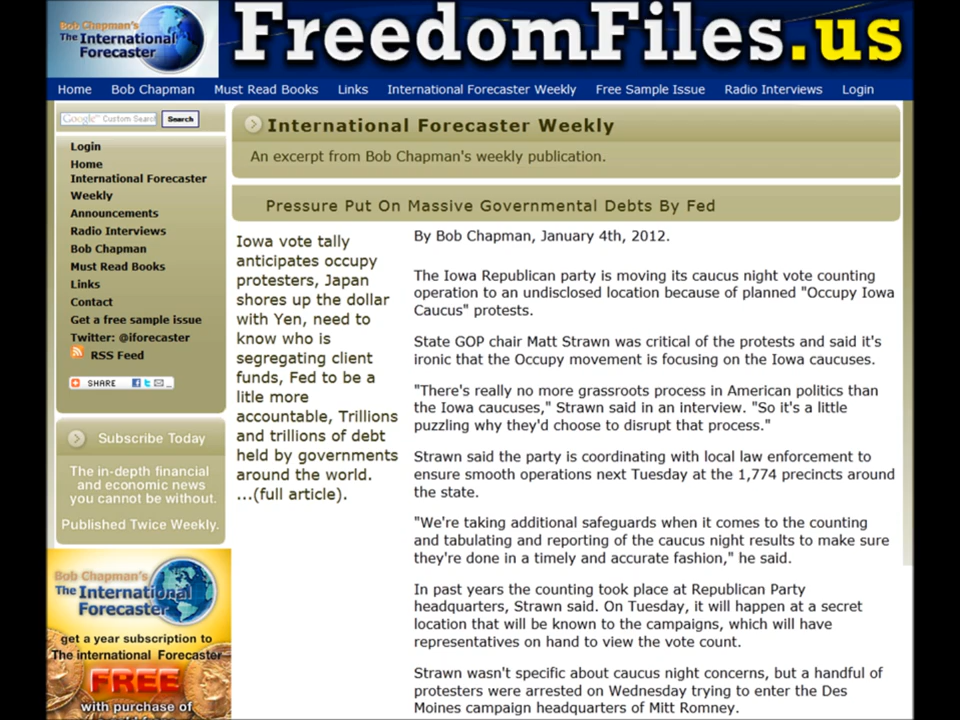 Bob Chapman's
The International
Forecaster
FreedomFiles.us
Home Bob Chapman Must Read Books Links International Forecaster Weekly Free Sample Issue Radio Interviews Login
Google™ Custom Search Search
Login
Home
International Forecaster
Weekly
Announcements
Radio Interviews
Bob Chapman
Must Read Books
Links
Contact
Get a free sample issue
Twitter: @iforecaster
RSS Feed
SHARE
Subscribe Today
The in-depth financial
and economic news
you cannot be without.
Published Twice Weekly.
Bob Chapman's
The International
Forecaster
get a year subscription to
The international Forecaster
FREE
with purchase of
International Forecaster Weekly
An excerpt from Bob Chapman's weekly publication.
Pressure Put On Massive Governmental Debts By Fed
Iowa vote tally
anticipates occupy
protesters, Japan
shores up the dollar
with Yen, need to
know who is
segregating client
funds, Fed to be a
litle more
accountable, Trillions
and trillions of debt
held by governments
around the world.
...(full article).
By Bob Chapman, January 4th, 2012.
The Iowa Republican party is moving its caucus night vote counting
operation to an undisclosed location because of planned "Occupy Iowa
Caucus" protests.
State GOP chair Matt Strawn was critical of the protests and said it's
ironic that the Occupy movement is focusing on the Iowa caucuses.
"There's really no more grassroots process in American politics than
the Iowa caucuses," Strawn said in an interview. "So it's a little
puzzling why they'd choose to disrupt that process."
Strawn said the party is coordinating with local law enforcement to
ensure smooth operations next Tuesday at the 1,774 precincts around
the state.
"We're taking additional safeguards when it comes to the counting
and tabulating and reporting of the caucus night results to make sure
they're done in a timely and accurate fashion," he said.
In past years the counting took place at Republican Party
headquarters, Strawn said. On Tuesday, it will happen at a secret
location that will be known to the campaigns, which will have
representatives on hand to view the vote count.
Strawn wasn't specific about caucus night concerns, but a handful of
protesters were arrested on Wednesday trying to enter the Des
Moines campaign headquarters of Mitt Romney.